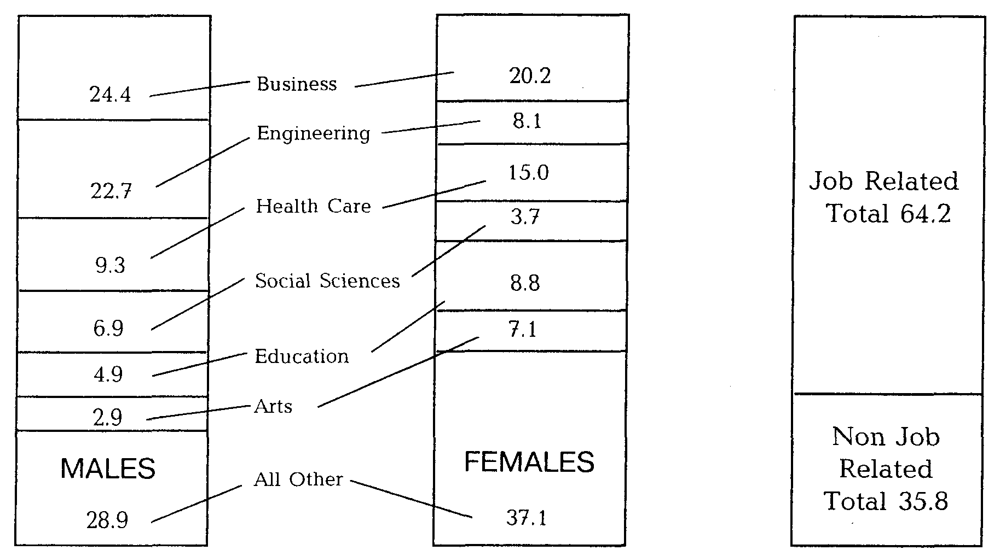 24.4
Business
20.2
22.7
Engineering
8.1
9.3
Health Care
15.0
6.9
Social Sciences
3.7
4.9
Education
8.8
2.9
Arts
7.1
MALES
28.9
All Other
FEMALES
37.1
Job Related
Total 64.2
Non Job
Related
Total 35.8